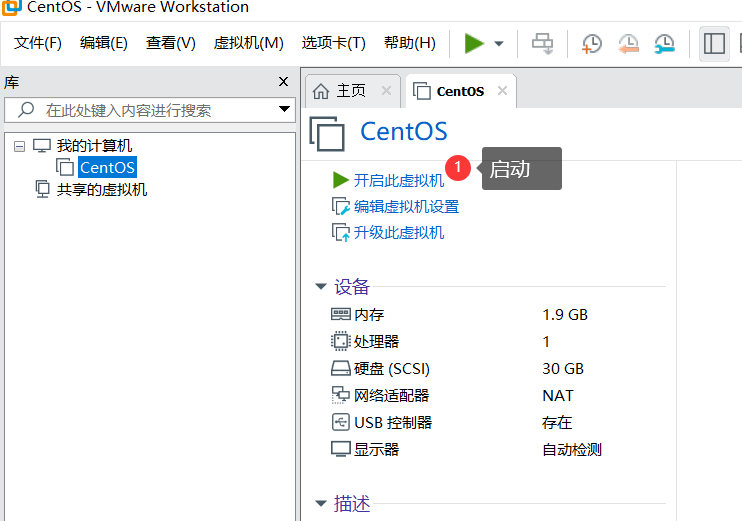 CentOS - VMware Workstation
文件(F) 编辑(E) 查看(V) 虚拟机(M) 选项卡(T) 帮助(H)
库
在此处键入内容进行搜索
我的计算机
CentOS
共享的虚拟机
主页
CentOS
CentOS
开启此虚拟机
1
启动
编辑虚拟机设置
升级此虚拟机
设备
内存 1.9 GB
处理器 1
硬盘 (SCSI) 30 GB
网络适配器 NAT
USB 控制器 存在
显示器 自动检测
描述